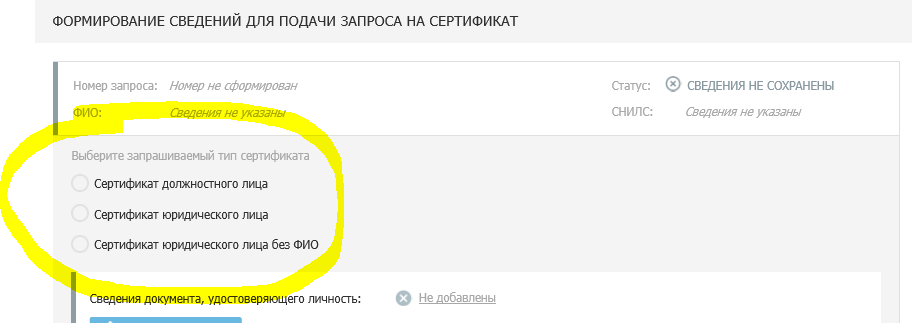 ФОРМИРОВАНИЕ СВЕДЕНИЙ ДЛЯ ПОДАЧИ ЗАПРОСА НА СЕРТИФИКАТ
Номер запроса: Номер не сформирован Статус: СВЕДЕНИЯ НЕ СОХРАНЕНЫ
ФИО: Сведения не указаны СНИЛС: Сведения не указаны
Выберите запрашиваемый тип сертификата
Сертификат должностного лица
Сертификат юридического лица
Сертификат юридического лица без ФИО
Сведения документа, удостоверяющего личность: Не добавлены